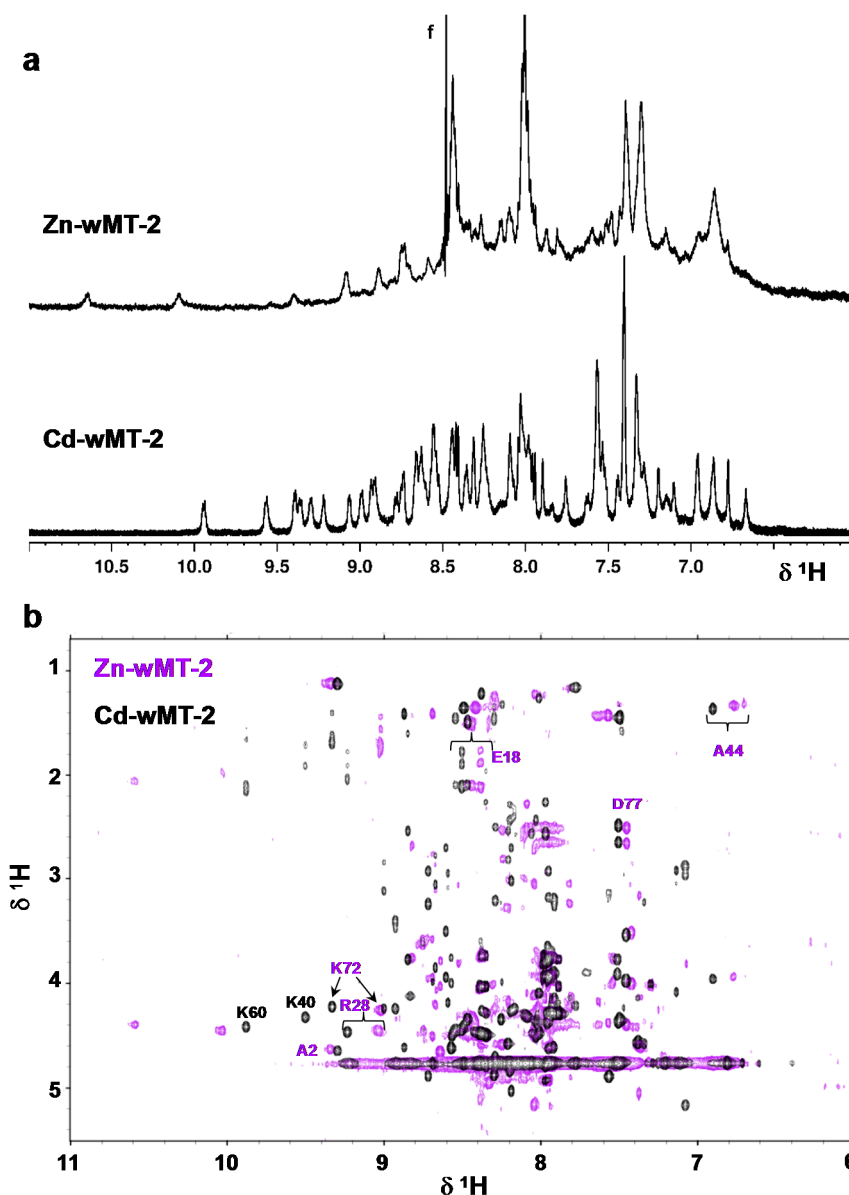 a
f
Zn-wMT-2
Cd-wMT-2
10.5 10.0 9.5 9.0 8.5 8.0 7.5 7.0
δ ¹H
b
Zn-wMT-2
Cd-wMT-2
E18
A44
D77
K72
K60
K40
R28
A2
1
2
3
4
5
δ ¹H
11 10 9 8 7 6
δ ¹H